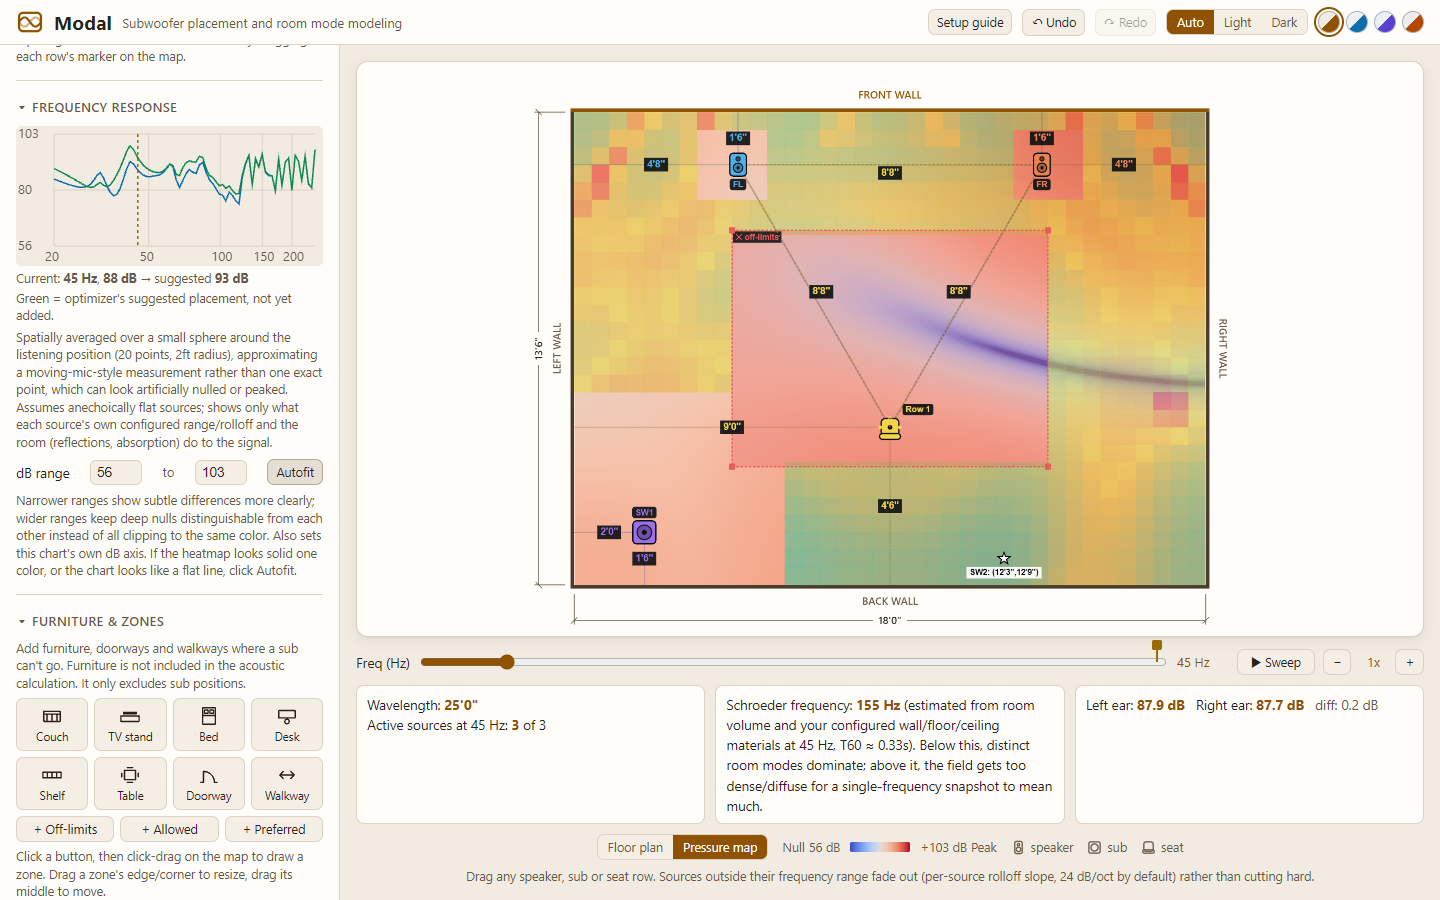 Modal
Subwoofer placement and room mode modeling
Setup guide
↶ Undo
↷ Redo
Auto
Light
Dark
each row's marker on the map.
FREQUENCY RESPONSE
103
80
56
20
50
100
150
200
Current: 45 Hz, 88 dB → suggested 93 dB
Green = optimizer's suggested placement, not yet
added.
Spatially averaged over a small sphere around the
listening position (20 points, 2ft radius), approximating
a moving-mic-style measurement rather than one exact
point, which can look artificially nulled or peaked.
Assumes anechoically flat sources; shows only what
each source's own configured range/rolloff and the
room (reflections, absorption) do to the signal.
dB range
56
to
103
Autofit
Narrower ranges show subtle differences more clearly;
wider ranges keep deep nulls distinguishable from each
other instead of all clipping to the same color. Also sets
this chart's own dB axis. If the heatmap looks solid one
color, or the chart looks like a flat line, click Autofit.
FURNITURE & ZONES
Add furniture, doorways and walkways where a sub
can't go. Furniture is not included in the acoustic
calculation. It only excludes sub positions.
Couch
TV stand
Bed
Desk
Shelf
Table
Doorway
Walkway
+ Off-limits
+ Allowed
+ Preferred
Click a button, then click-drag on the map to draw a
zone. Drag a zone's edge/corner to resize, drag its
middle to move.
FRONT WALL
1'6"
1'6"
4'8"
8'8"
4'8"
FL
FR
✕ off-limits
8'8"
8'8"
13'6"
LEFT WALL
RIGHT WALL
Row 1
9'0"
4'6"
SW1
2'0"
1'6"
SW2: (12'3",12'9")
BACK WALL
18'0"
Freq (Hz)
45 Hz
▶ Sweep
−
1x
+
Wavelength: 25'0"
Active sources at 45 Hz: 3 of 3
Schroeder frequency: 155 Hz (estimated from room
volume and your configured wall/floor/ceiling
materials at 45 Hz, T60 ≈ 0.33s). Below this, distinct
room modes dominate; above it, the field gets too
dense/diffuse for a single-frequency snapshot to mean
much.
Left ear: 87.9 dB Right ear: 87.7 dB diff: 0.2 dB
Floor plan
Pressure map
Null 56 dB
+103 dB Peak
speaker
sub
seat
Drag any speaker, sub or seat row. Sources outside their frequency range fade out (per-source rolloff slope, 24 dB/oct by default) rather than cutting hard.